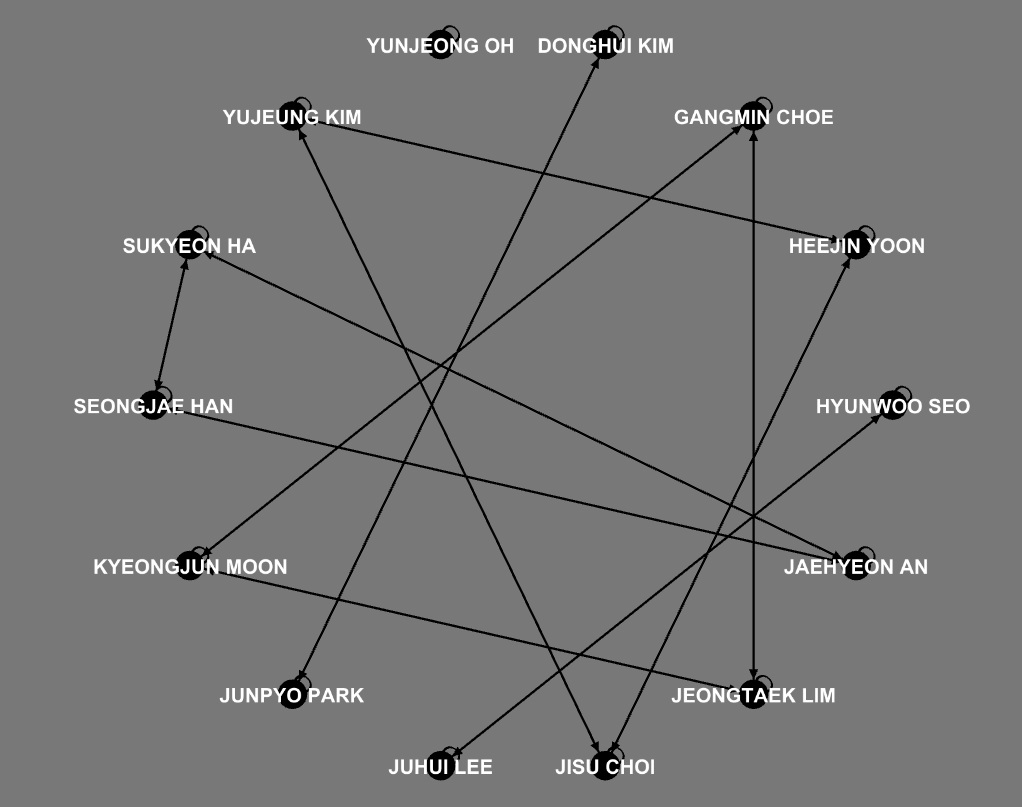 YUNJEONG OH
DONGHUI KIM
YUJEUNG KIM
GANGMIN CHOE
SUKYEON HA
HEEJIN YOON
SEONGJAE HAN
HYUNWOO SEO
KYEONGJUN MOON
JAEHYEON AN
JUNPYO PARK
JEONGTAEK LIM
JUHUI LEE
JISU CHOI